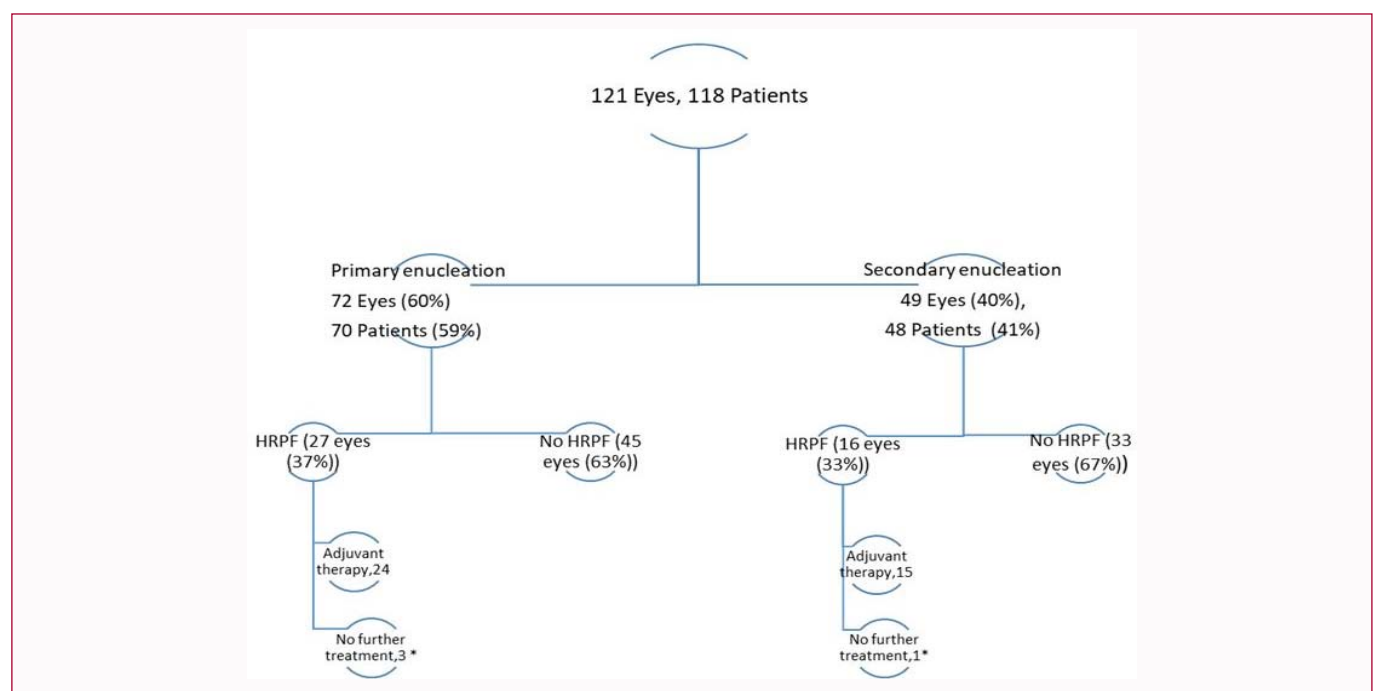 121 Eyes, 118 Patients
Primary enucleation
72 Eyes (60%)
70 Patients (59%)
Secondary enucleation
49 Eyes (40%),
48 Patients (41%)
HRPF (27 eyes
(37%))
No HRPF (45
eyes (63%))
HRPF (16 eyes
(33%))
No HRPF (33
eyes (67%))
Adjuvant
therapy,24
No further
treatment,3 *
Adjuvant
therapy,15
No further
treatment,1*